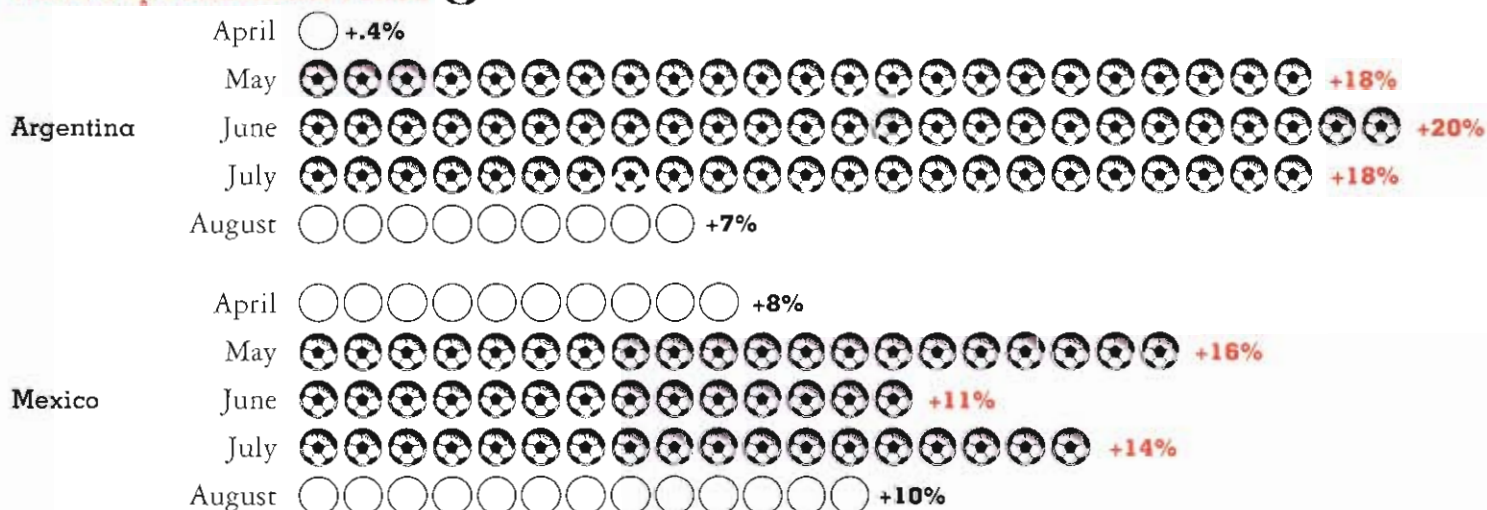 April +.4%
May +18%
Argentina June +20%
July +18%
August +7%
April +8%
May +16%
Mexico June +11%
July +14%
August +10%